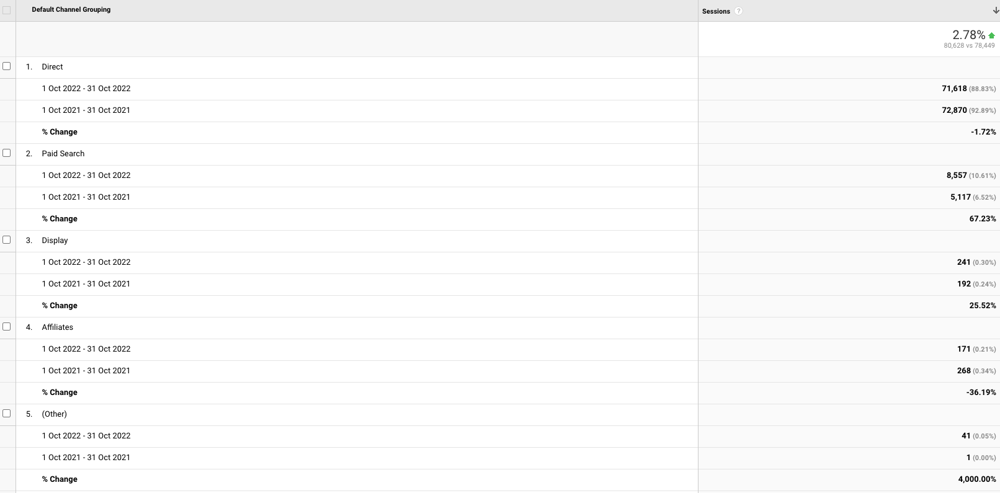 Default Channel Grouping Sessions ?
2.78%
80,628 vs 78,449
1. Direct
1 Oct 2022 - 31 Oct 2022 71,618 (88.83%)
1 Oct 2021 - 31 Oct 2021 72,870 (92.89%)
% Change -1.72%
2. Paid Search
1 Oct 2022 - 31 Oct 2022 8,557 (10.61%)
1 Oct 2021 - 31 Oct 2021 5,117 (6.52%)
% Change 67.23%
3. Display
1 Oct 2022 - 31 Oct 2022 241 (0.30%)
1 Oct 2021 - 31 Oct 2021 192 (0.24%)
% Change 25.52%
4. Affiliates
1 Oct 2022 - 31 Oct 2022 171 (0.21%)
1 Oct 2021 - 31 Oct 2021 268 (0.34%)
% Change -36.19%
5. (Other)
1 Oct 2022 - 31 Oct 2022 41 (0.05%)
1 Oct 2021 - 31 Oct 2021 1 (0.00%)
% Change 4,000.00%